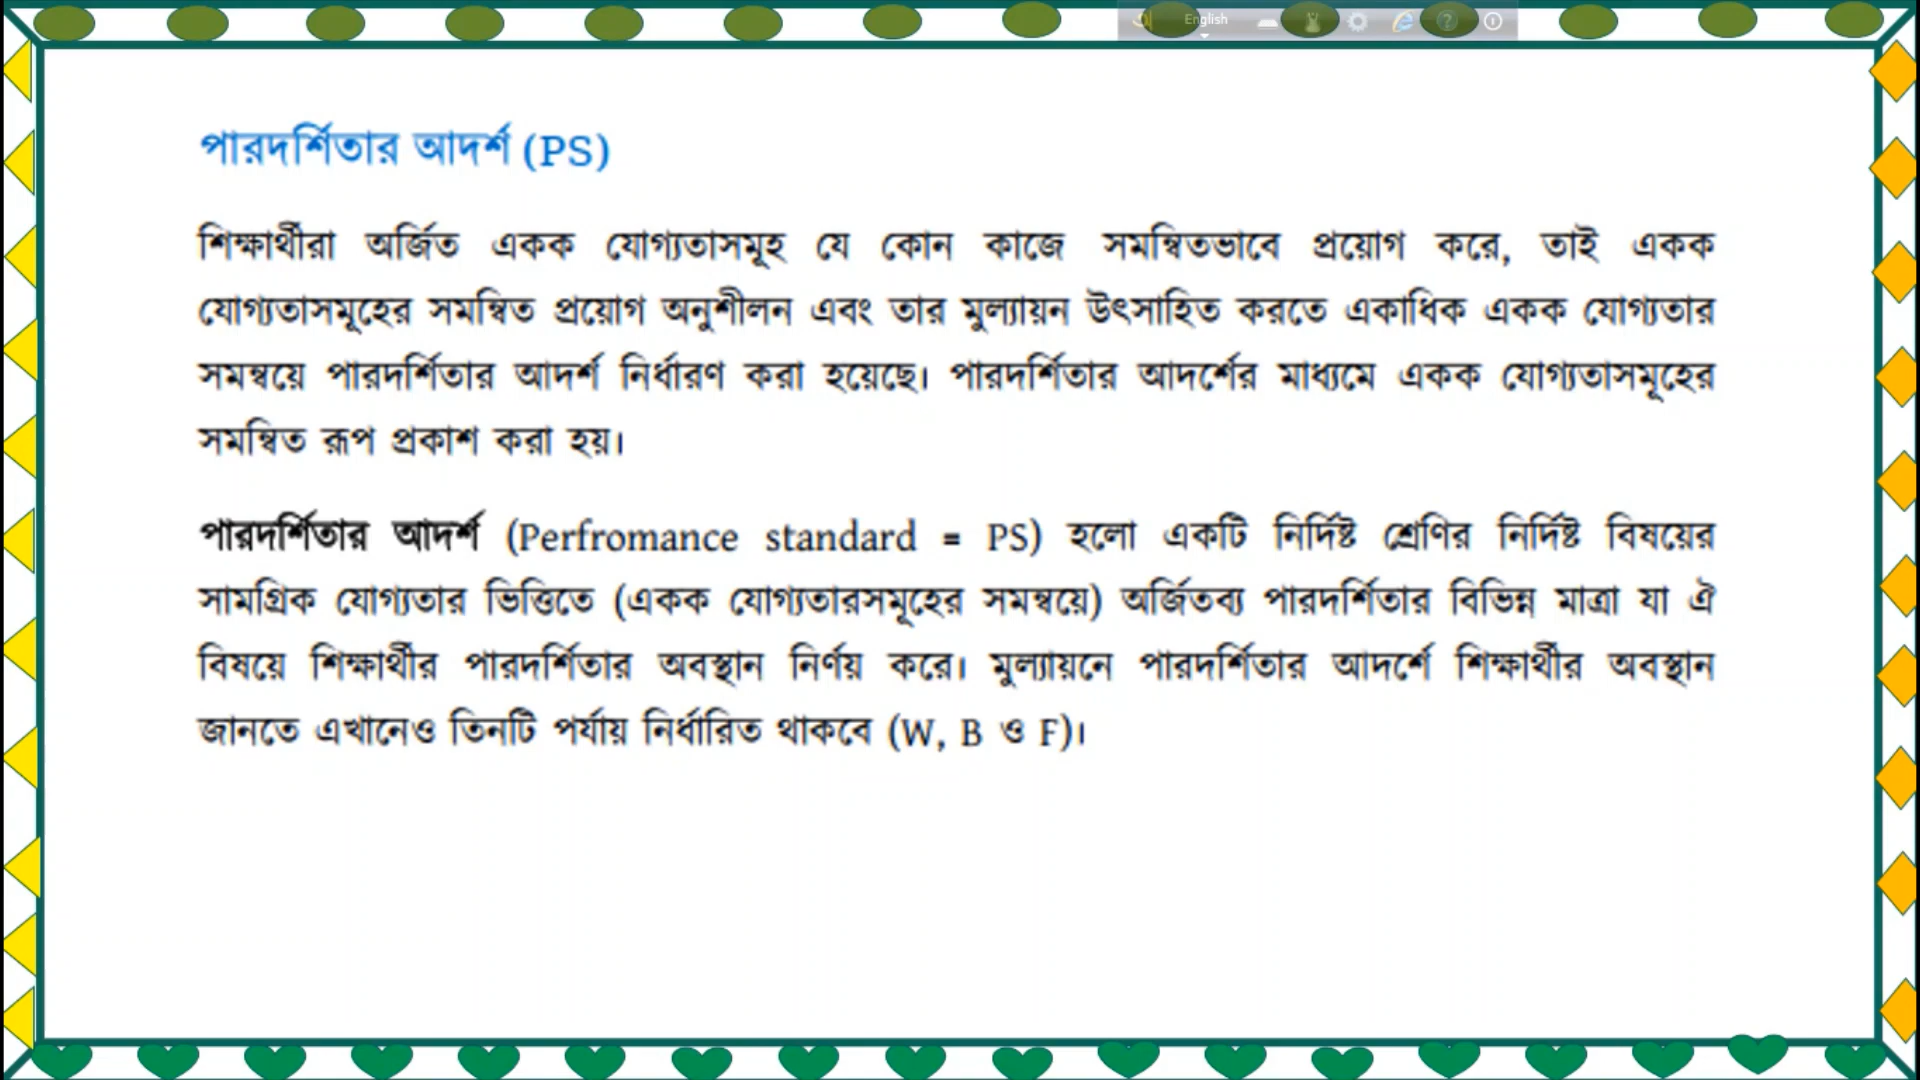 English
পারদর্শিতার আদর্শ (PS)
শিক্ষার্থীরা অর্জিত একক যোগ্যতাসমূহ যে কোন কাজে সমন্বিতভাবে প্রয়োগ করে, তাই একক
যোগ্যতাসমূহের সমন্বিত প্রয়োগ অনুশীলন এবং তার মুল্যায়ন উৎসাহিত করতে একাধিক একক যোগ্যতার
সমন্বয়ে পারদর্শিতার আদর্শ নির্ধারণ করা হয়েছে। পারদর্শিতার আদর্শের মাধ্যমে একক যোগ্যতাসমূহের
সমন্বিত রূপ প্রকাশ করা হয়।
পারদর্শিতার আদর্শ (Perfromance standard = PS) হলো একটি নির্দিষ্ট শ্রেণির নির্দিষ্ট বিষয়ের
সামগ্রিক যোগ্যতার ভিত্তিতে (একক যোগ্যতারসমূহের সমন্বয়ে) অর্জিতব্য পারদর্শিতার বিভিন্ন মাত্রা যা ঐ
বিষয়ে শিক্ষার্থীর পারদর্শিতার অবস্থান নির্ণয় করে। মুল্যায়নে পারদর্শিতার আদর্শে শিক্ষার্থীর অবস্থান
জানতে এখানেও তিনটি পর্যায় নির্ধারিত থাকবে (W, B ও F)।